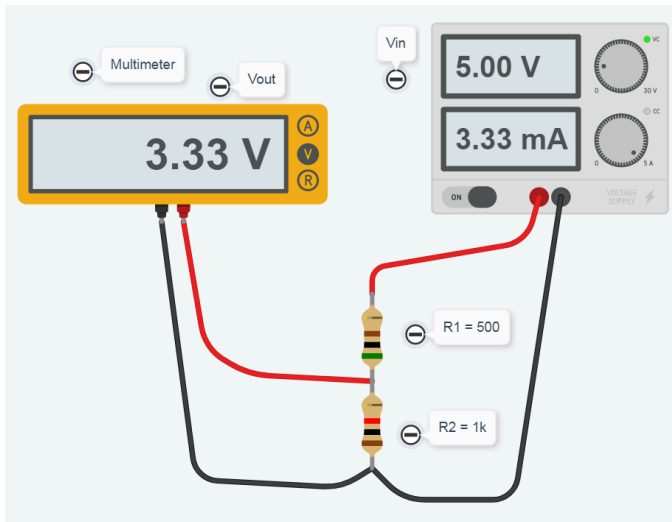 Multimeter
Vout
Vin
3.33 V
A
V
R
5.00 V
VC
0
30 V
3.33 mA
CC
0
5 A
ON
VOLTAGE
SUPPLY
R1 = 500
R2 = 1k